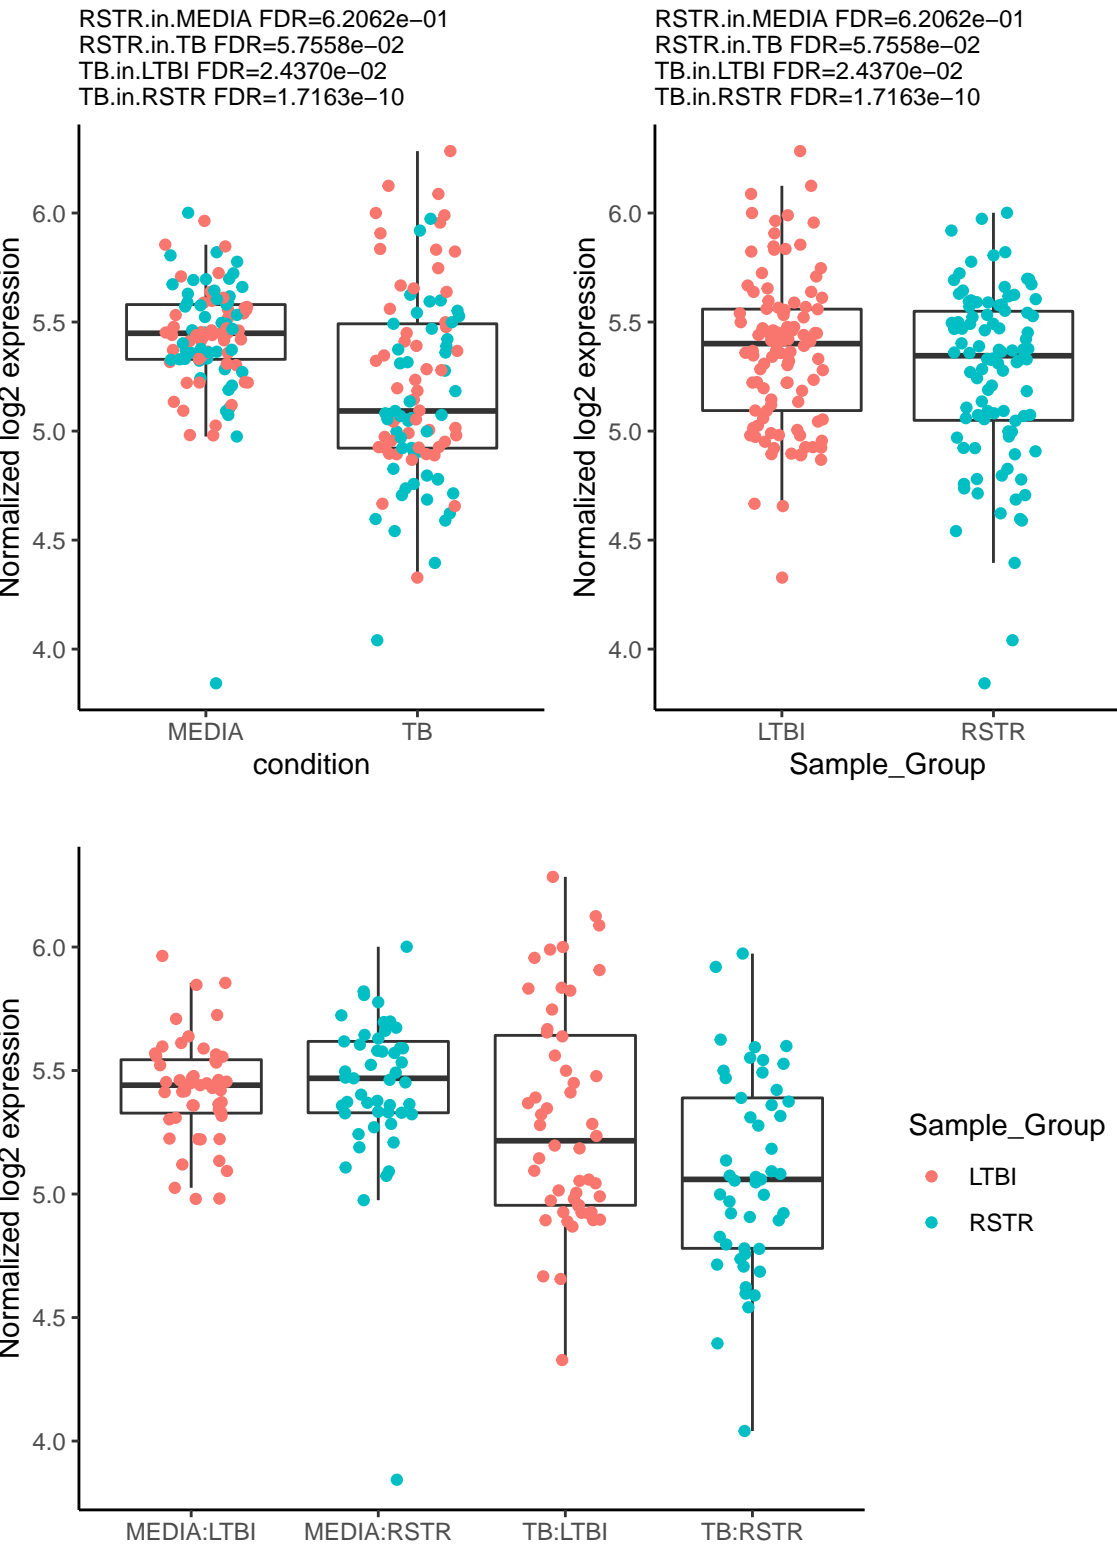 RSTR.in.MEDIA FDR=6.2062e−01
RSTR.in.TB FDR=5.7558e−02
TB.in.LTBI FDR=2.4370e−02
TB.in.RSTR FDR=1.7163e−10
Normalized log2 expression
6.0
5.5
5.0
4.5
4.0
MEDIA
TB
condition
RSTR.in.MEDIA FDR=6.2062e−01
RSTR.in.TB FDR=5.7558e−02
TB.in.LTBI FDR=2.4370e−02
TB.in.RSTR FDR=1.7163e−10
Normalized log2 expression
6.0
5.5
5.0
4.5
4.0
LTBI
RSTR
Sample_Group
Normalized log2 expression
6.0
5.5
5.0
4.5
4.0
MEDIA:LTBI
MEDIA:RSTR
TB:LTBI
TB:RSTR
Sample_Group
LTBI
RSTR